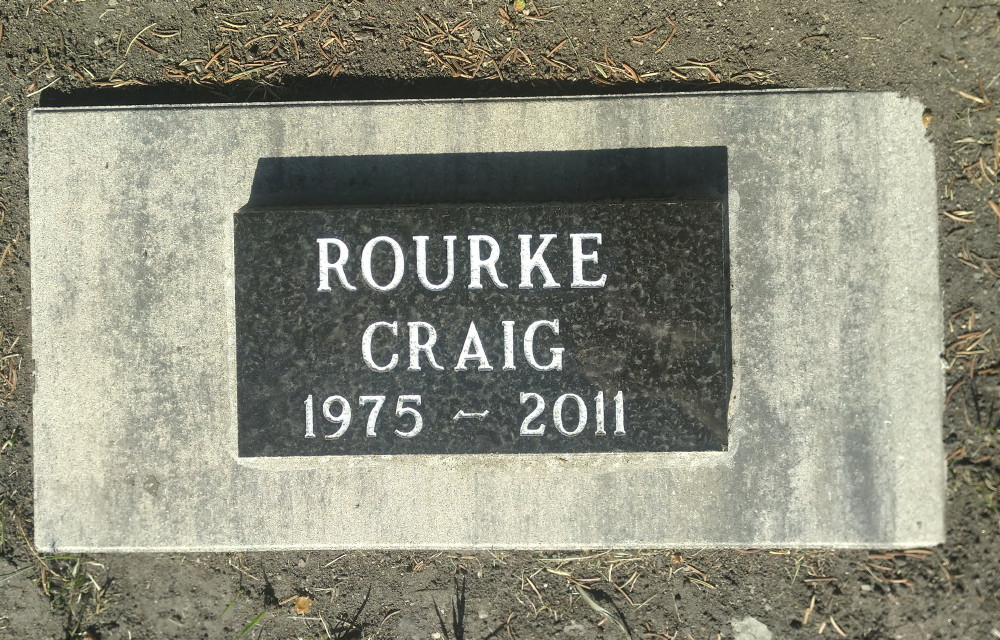 ROURKE
CRAIG
1975 ~ 2011